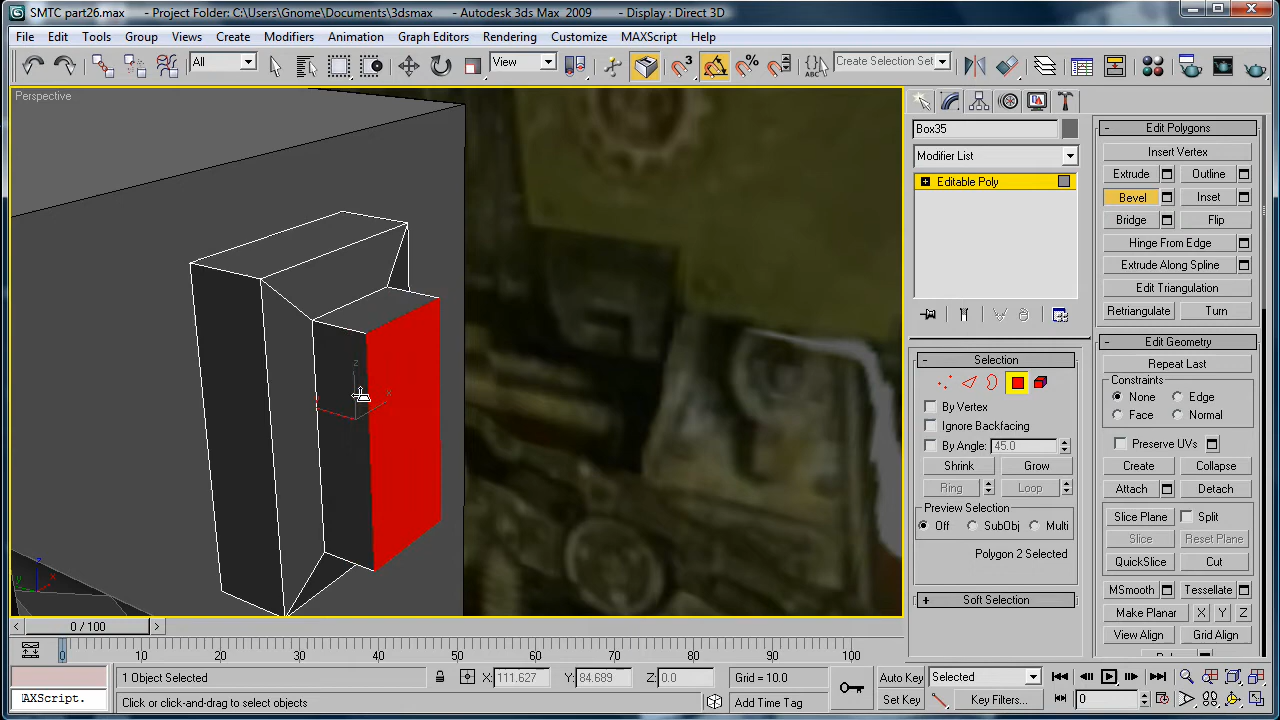 SMTC part26.max - Project Folder: C:\Users\Gnome\Documents\3dsmax - Autodesk 3ds Max 2009 - Display : Direct 3D
File Edit Tools Group Views Create Modifiers Animation Graph Editors Rendering Customize MAXScript Help
All View 3 % Create Selection Set
Perspective
Box35
Modifier List
Editable Poly
Selection
By Vertex
Ignore Backfacing
By Angle: 45.0
Shrink Grow
Ring Loop
Preview Selection
Off SubObj Multi
Polygon 2 Selected
Soft Selection
Edit Polygons
Insert Vertex
Extrude Outline
Bevel Inset
Bridge Flip
Hinge From Edge
Extrude Along Spline
Edit Triangulation
Retriangulate Turn
Edit Geometry
Repeat Last
Constraints
None Edge
Face Normal
Preserve UVs
Create Collapse
Attach Detach
Slice Plane Split
Slice Reset Plane
QuickSlice Cut
MSmooth Tessellate
Make Planar X Y Z
View Align Grid Align
z
x
z
x
y
0 / 100
0 10 20 30 40 50 60 70 80 90 100
1 Object Selected X: 111.627 Y: 84.689 Z: 0.0 Grid = 10.0 Auto Key Selected
AXScript. Click or click-and-drag to select objects Add Time Tag Set Key Key Filters... 0